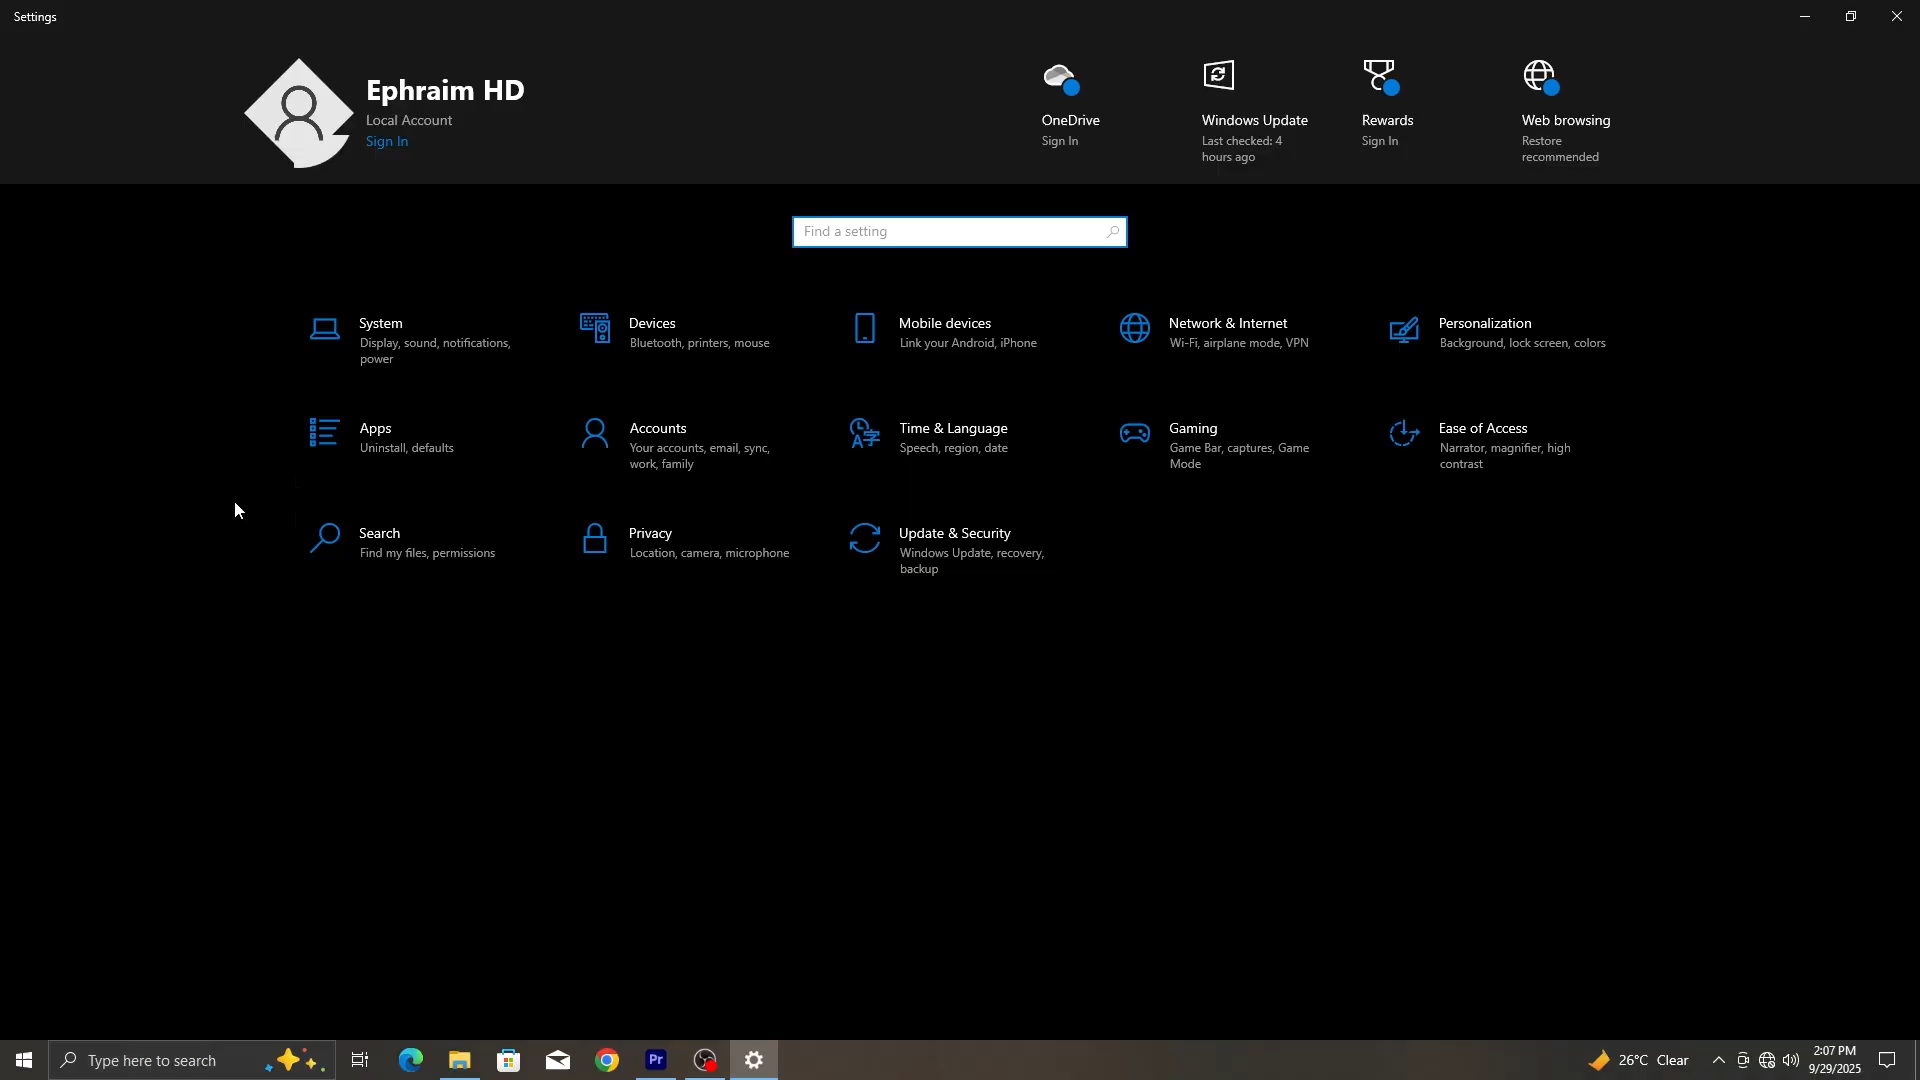 Settings
Ephraim HD
Local Account
Sign In
OneDrive
Sign In
Windows Update
Last checked: 4
hours ago
Rewards
Sign In
Web browsing
Restore
recommended
Find a setting
System
Display, sound, notifications,
power
Devices
Bluetooth, printers, mouse
Mobile devices
Link your Android, iPhone
Network & Internet
Wi-Fi, airplane mode, VPN
Personalization
Background, lock screen, colors
Apps
Uninstall, defaults
Accounts
Your accounts, email, sync,
work, family
Time & Language
Speech, region, date
Gaming
Game Bar, captures, Game
Mode
Ease of Access
Narrator, magnifier, high
contrast
Search
Find my files, permissions
Privacy
Location, camera, microphone
Update & Security
Windows Update, recovery,
backup
Type here to search
Pr
26°C Clear
2:07 PM
9/29/2025